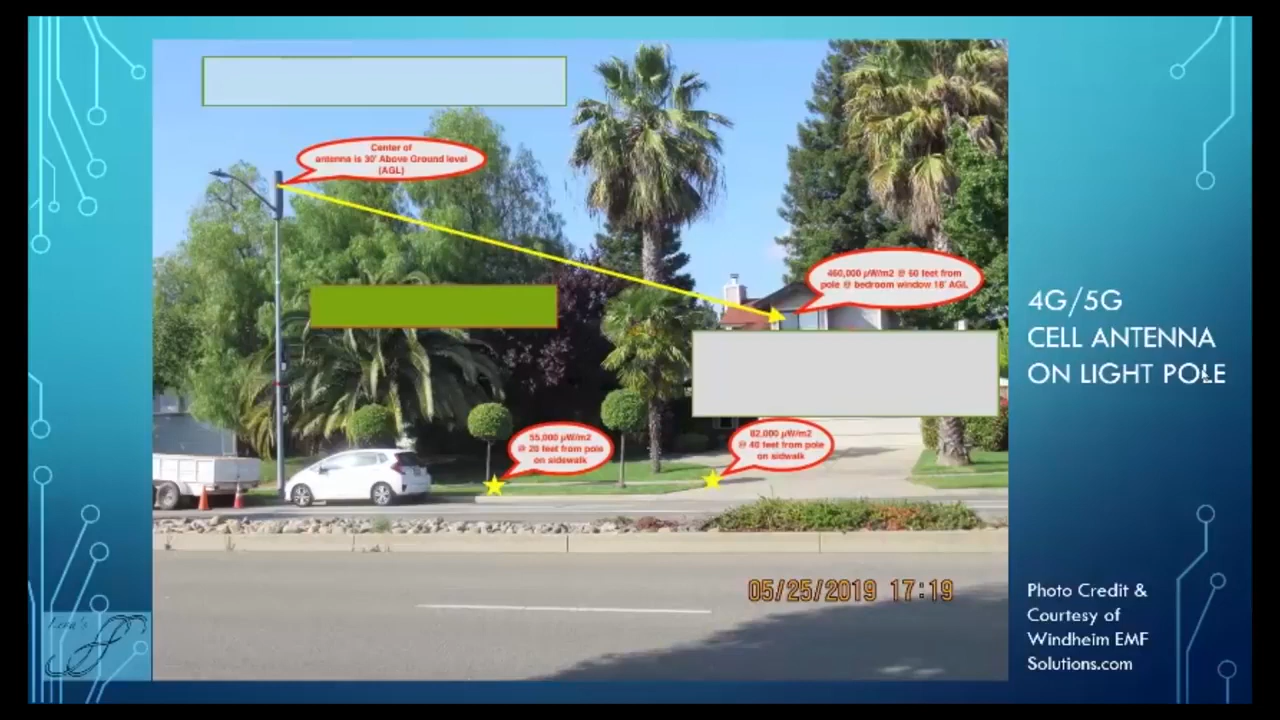 Center of
antenna is 30' Above Ground level
(AGL)
460,000 µW/m2 @ 60 feet from
pole @ bedroom window 18' AGL
55,000 µW/m2
@ 20 feet from pole
on sidewalk
82,000 µW/m2
@ 40 feet from pole
on sidwalk
05/25/2019 17:19
4G/5G
CELL ANTENNA
ON LIGHT POLE
Photo Credit &
Courtesy of
Windheim EMF
Solutions.com